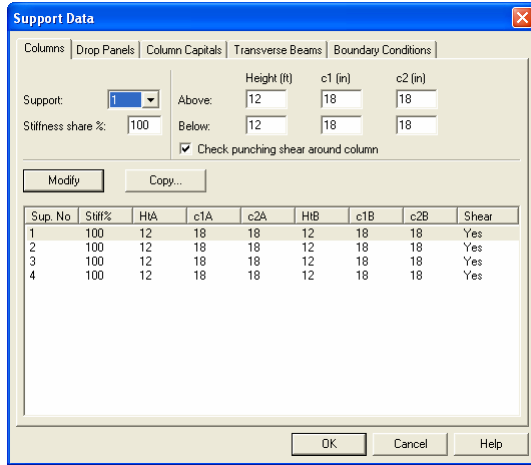 Support Data
Columns Drop Panels Column Capitals Transverse Beams Boundary Conditions
Height (ft) c1 (in) c2 (in)
Support: 1 Above: 12 18 18
Stiffness share %: 100 Below: 12 18 18
Check punching shear around column
Modify Copy...
Sup. No Stiff% HtA c1A c2A HtB c1B c2B Shear
1 100 12 18 18 12 18 18 Yes
2 100 12 18 18 12 18 18 Yes
3 100 12 18 18 12 18 18 Yes
4 100 12 18 18 12 18 18 Yes
OK Cancel Help